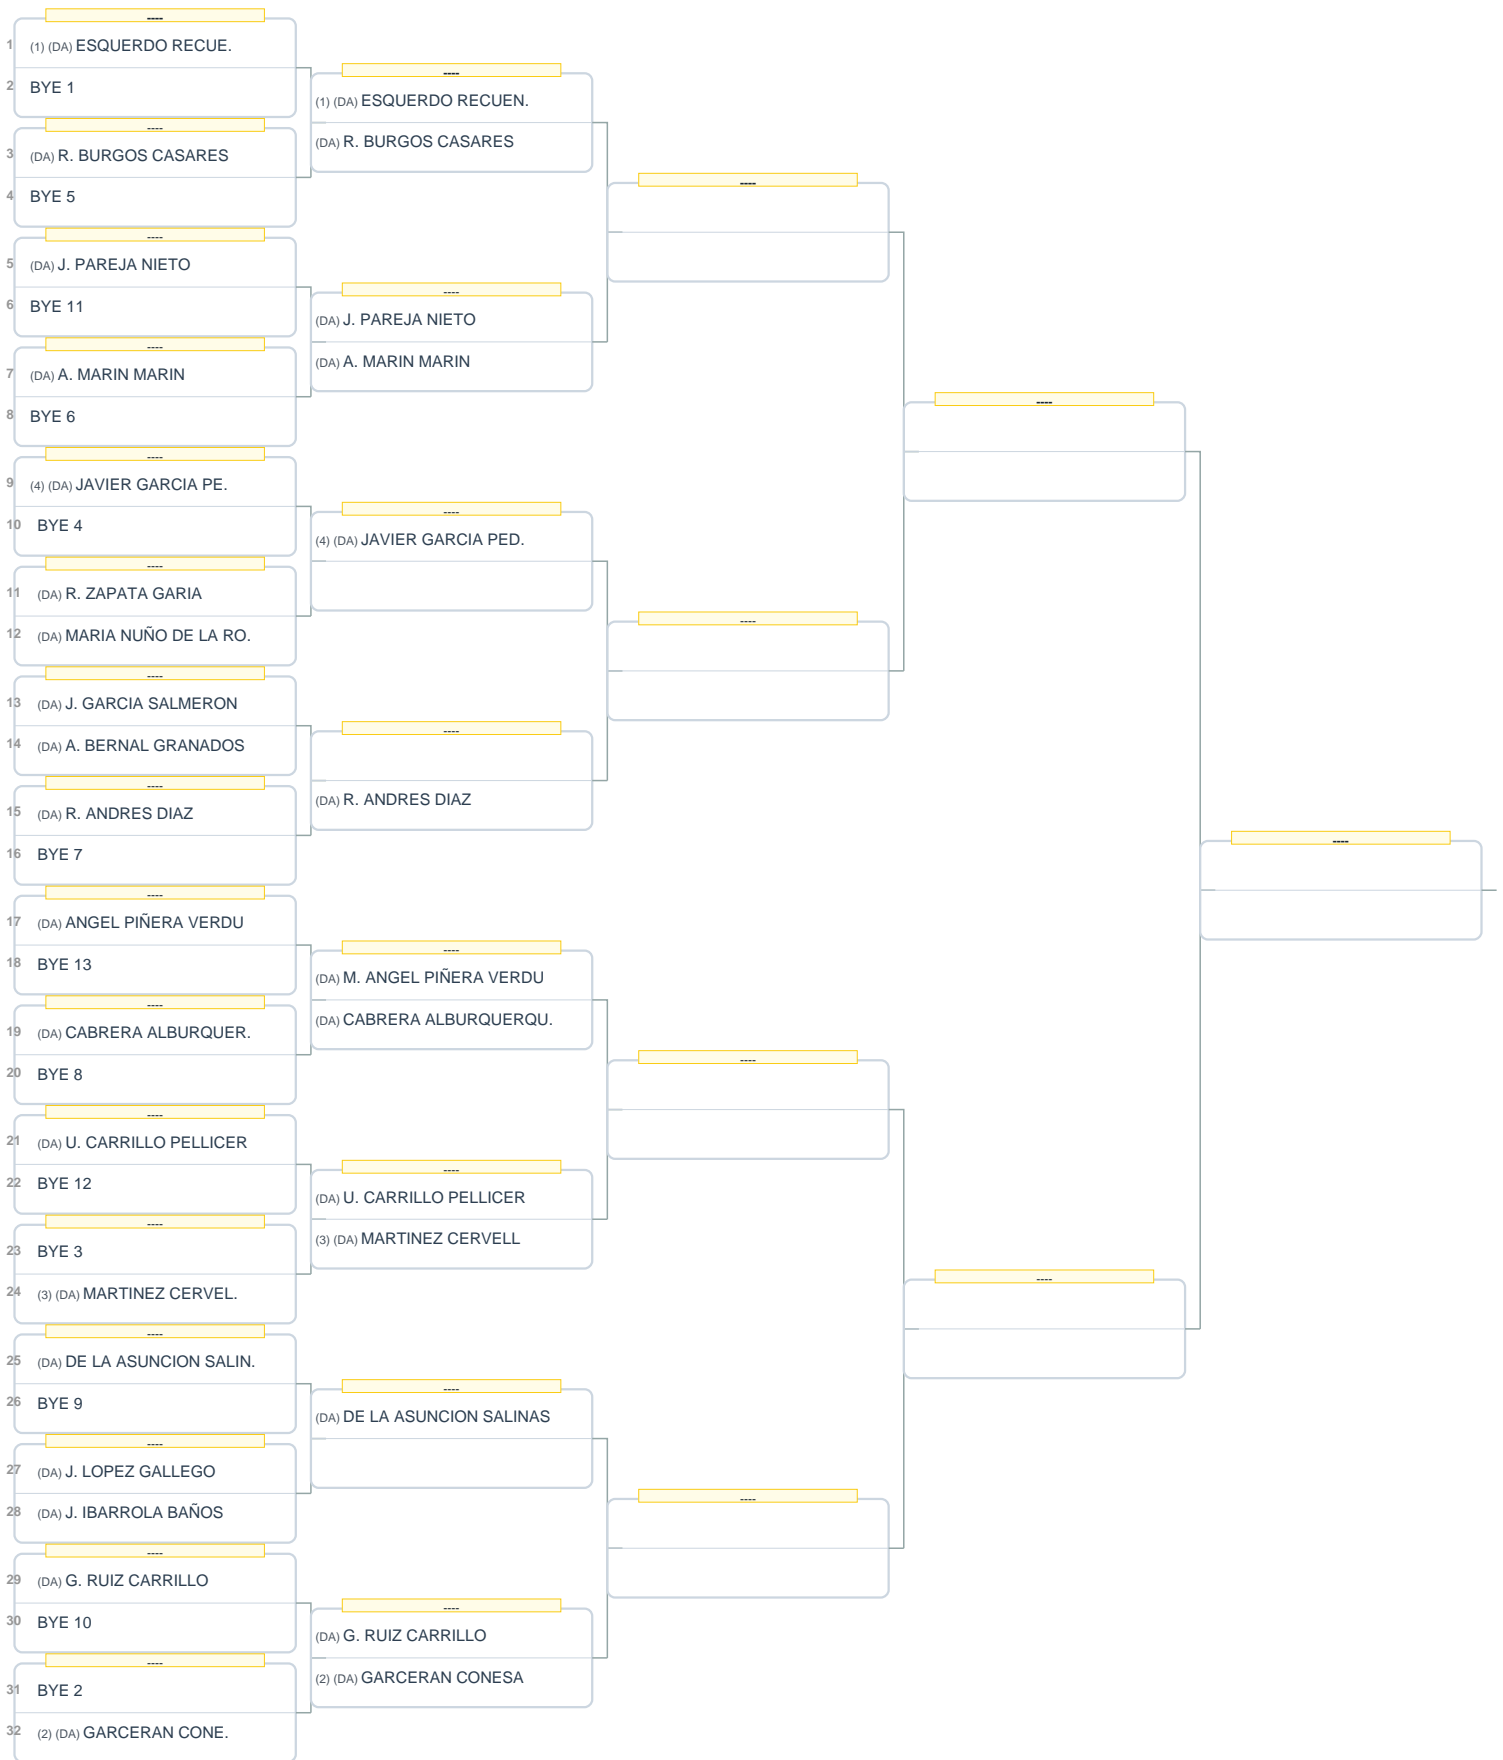 ----
1 (1) (DA) ESQUERDO RECUE.
2 BYE 1
----
3 (DA) R. BURGOS CASARES
4 BYE 5
----
5 (DA) J. PAREJA NIETO
6 BYE 11
----
7 (DA) A. MARIN MARIN
8 BYE 6
----
9 (4) (DA) JAVIER GARCIA PE.
10 BYE 4
----
11 (DA) R. ZAPATA GARIA
12 (DA) MARIA NUÑO DE LA RO.
----
13 (DA) J. GARCIA SALMERON
14 (DA) A. BERNAL GRANADOS
----
15 (DA) R. ANDRES DIAZ
16 BYE 7
----
17 (DA) ANGEL PIÑERA VERDU
18 BYE 13
----
19 (DA) CABRERA ALBURQUER.
20 BYE 8
----
21 (DA) U. CARRILLO PELLICER
22 BYE 12
----
23 BYE 3
24 (3) (DA) MARTINEZ CERVEL.
----
25 (DA) DE LA ASUNCION SALIN.
26 BYE 9
----
27 (DA) J. LOPEZ GALLEGO
28 (DA) J. IBARROLA BAÑOS
----
29 (DA) G. RUIZ CARRILLO
30 BYE 10
----
31 BYE 2
32 (2) (DA) GARCERAN CONE.
----
(1) (DA) ESQUERDO RECUEN.
(DA) R. BURGOS CASARES
----
(DA) J. PAREJA NIETO
(DA) A. MARIN MARIN
----
(4) (DA) JAVIER GARCIA PED.
----
(DA) R. ANDRES DIAZ
----
(DA) M. ANGEL PIÑERA VERDU
(DA) CABRERA ALBURQUERQU.
----
(DA) U. CARRILLO PELLICER
(3) (DA) MARTINEZ CERVELL
----
(DA) DE LA ASUNCION SALINAS
----
(DA) G. RUIZ CARRILLO
(2) (DA) GARCERAN CONESA
----
----
----
----
----
----
----